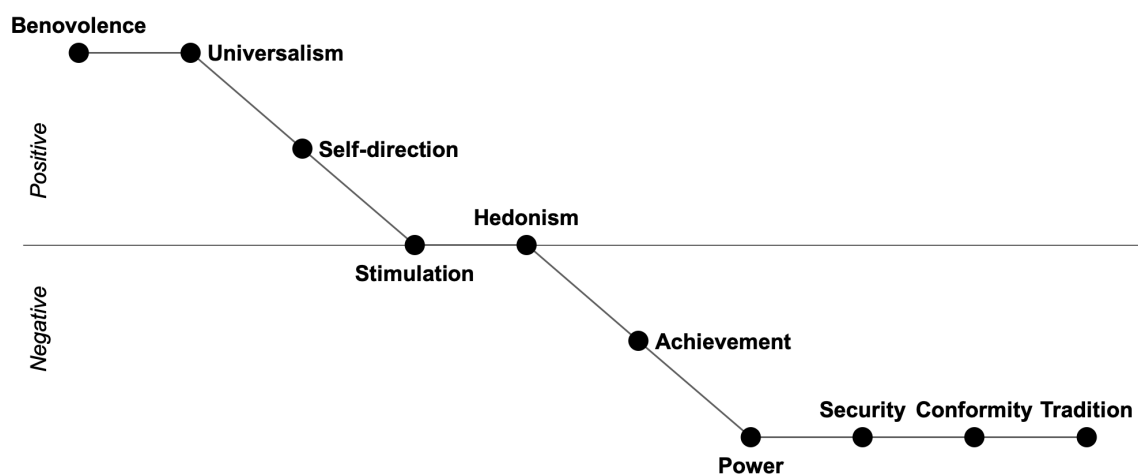 Benovolence
Universalism
Positive
Self-direction
Hedonism
Stimulation
Negative
Achievement
Security Conformity Tradition
Power